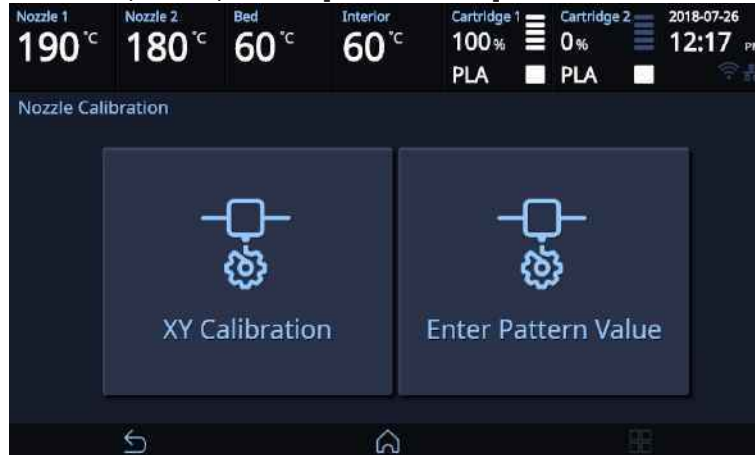 Nozzle 1 Nozzle 2 Bed Interior Cartridge 1 Cartridge 2 2018-07-26
190 °C 180 °C 60 °C 60 °C 100 % 0 % 12:17
PLA PLA
Nozzle Calibration
XY Calibration Enter Pattern Value